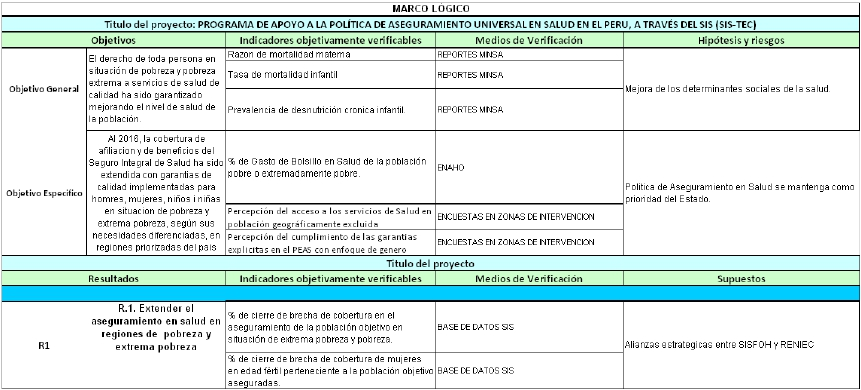 MARCO LOGICO
Titulo del proyecto: PROGRAMA DE APOYO A LA POLÍTICA DE ASEGURAMIENTO UNIVERSAL EN SALUD EN EL PERU, A TRAVÉS DEL SIS (SIS-TEC)
Objetivos
Indicadores objetivamente verificables
Medios de Verificación
Hipótesis y riesgos
Objetivo General
El derecho de toda persona en
situación de pobreza y pobreza
extrema a servicios de salud de
calidad ha sido garantizado
mejorando el nivel de salud de
la población.
Razon de mortalidad materna
REPORTES MINSA
Tasa de mortalidad infantil
REPORTES MINSA
Prevalencia de desnutrición cronica infantil.
REPORTES MINSA
Mejora de los determinantes sociales de la salud.
Objetivo Especifico
Al 2016, la cobertura de
afiliacion y de beneficios del
Seguro Integral de Salud ha sido
extendida con garantias de
calidad implementadas para
homres, mujeres, niños i niñas
en situacion de pobreza y
extrema pobreza, según sus
necesidades diferenciadas, en
regiones priorizadas del pais
% de Gasto de Bolsillo en Salud de la población
pobre o extremadamente pobre.
ENAHO
Percepción del acceso a los servicios de Salud en
población geográficamente excluida
ENCUESTAS EN ZONAS DE INTERVENCION
Percepción del cumplimiento de las garantias
explicitas en el PEAS con enfoque de genero
ENCUESTAS EN ZONAS DE INTERVENCION
Politica de Aseguramiento en Salud se mantenga como
prioridad del Estado.
Titulo del proyecto
Resultados
Indicadores objetivamente verificables
Medios de Verificación
Supuestos
R1
R.1. Extender el
aseguramiento en salud en
regiones de pobreza y
extrema pobreza
% de cierre de brecha de cobertura en el
aseguramiento de la población objetivo en
situación de extrema pobreza y pobreza.
BASE DE DATOS SIS
% de cierre de brecha de cobertura de mujeres
en edad fértil perteneciente a la población objetivo
aseguradas.
BASE DE DATOS SIS
Alianzas estrategicas entre SISFOH y RENIEC